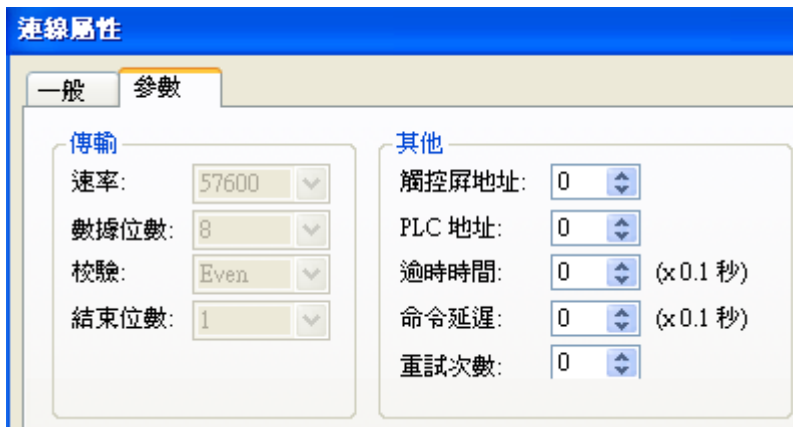 連線屬性
一般
參數
傳輸
速率: 57600
數據位數: 8
校驗: Even
結束位數: 1
其他
觸控屏地址: 0
PLC 地址: 0
逾時時間: 0 (x 0.1 秒)
命令延遲: 0 (x 0.1 秒)
重試次數: 0